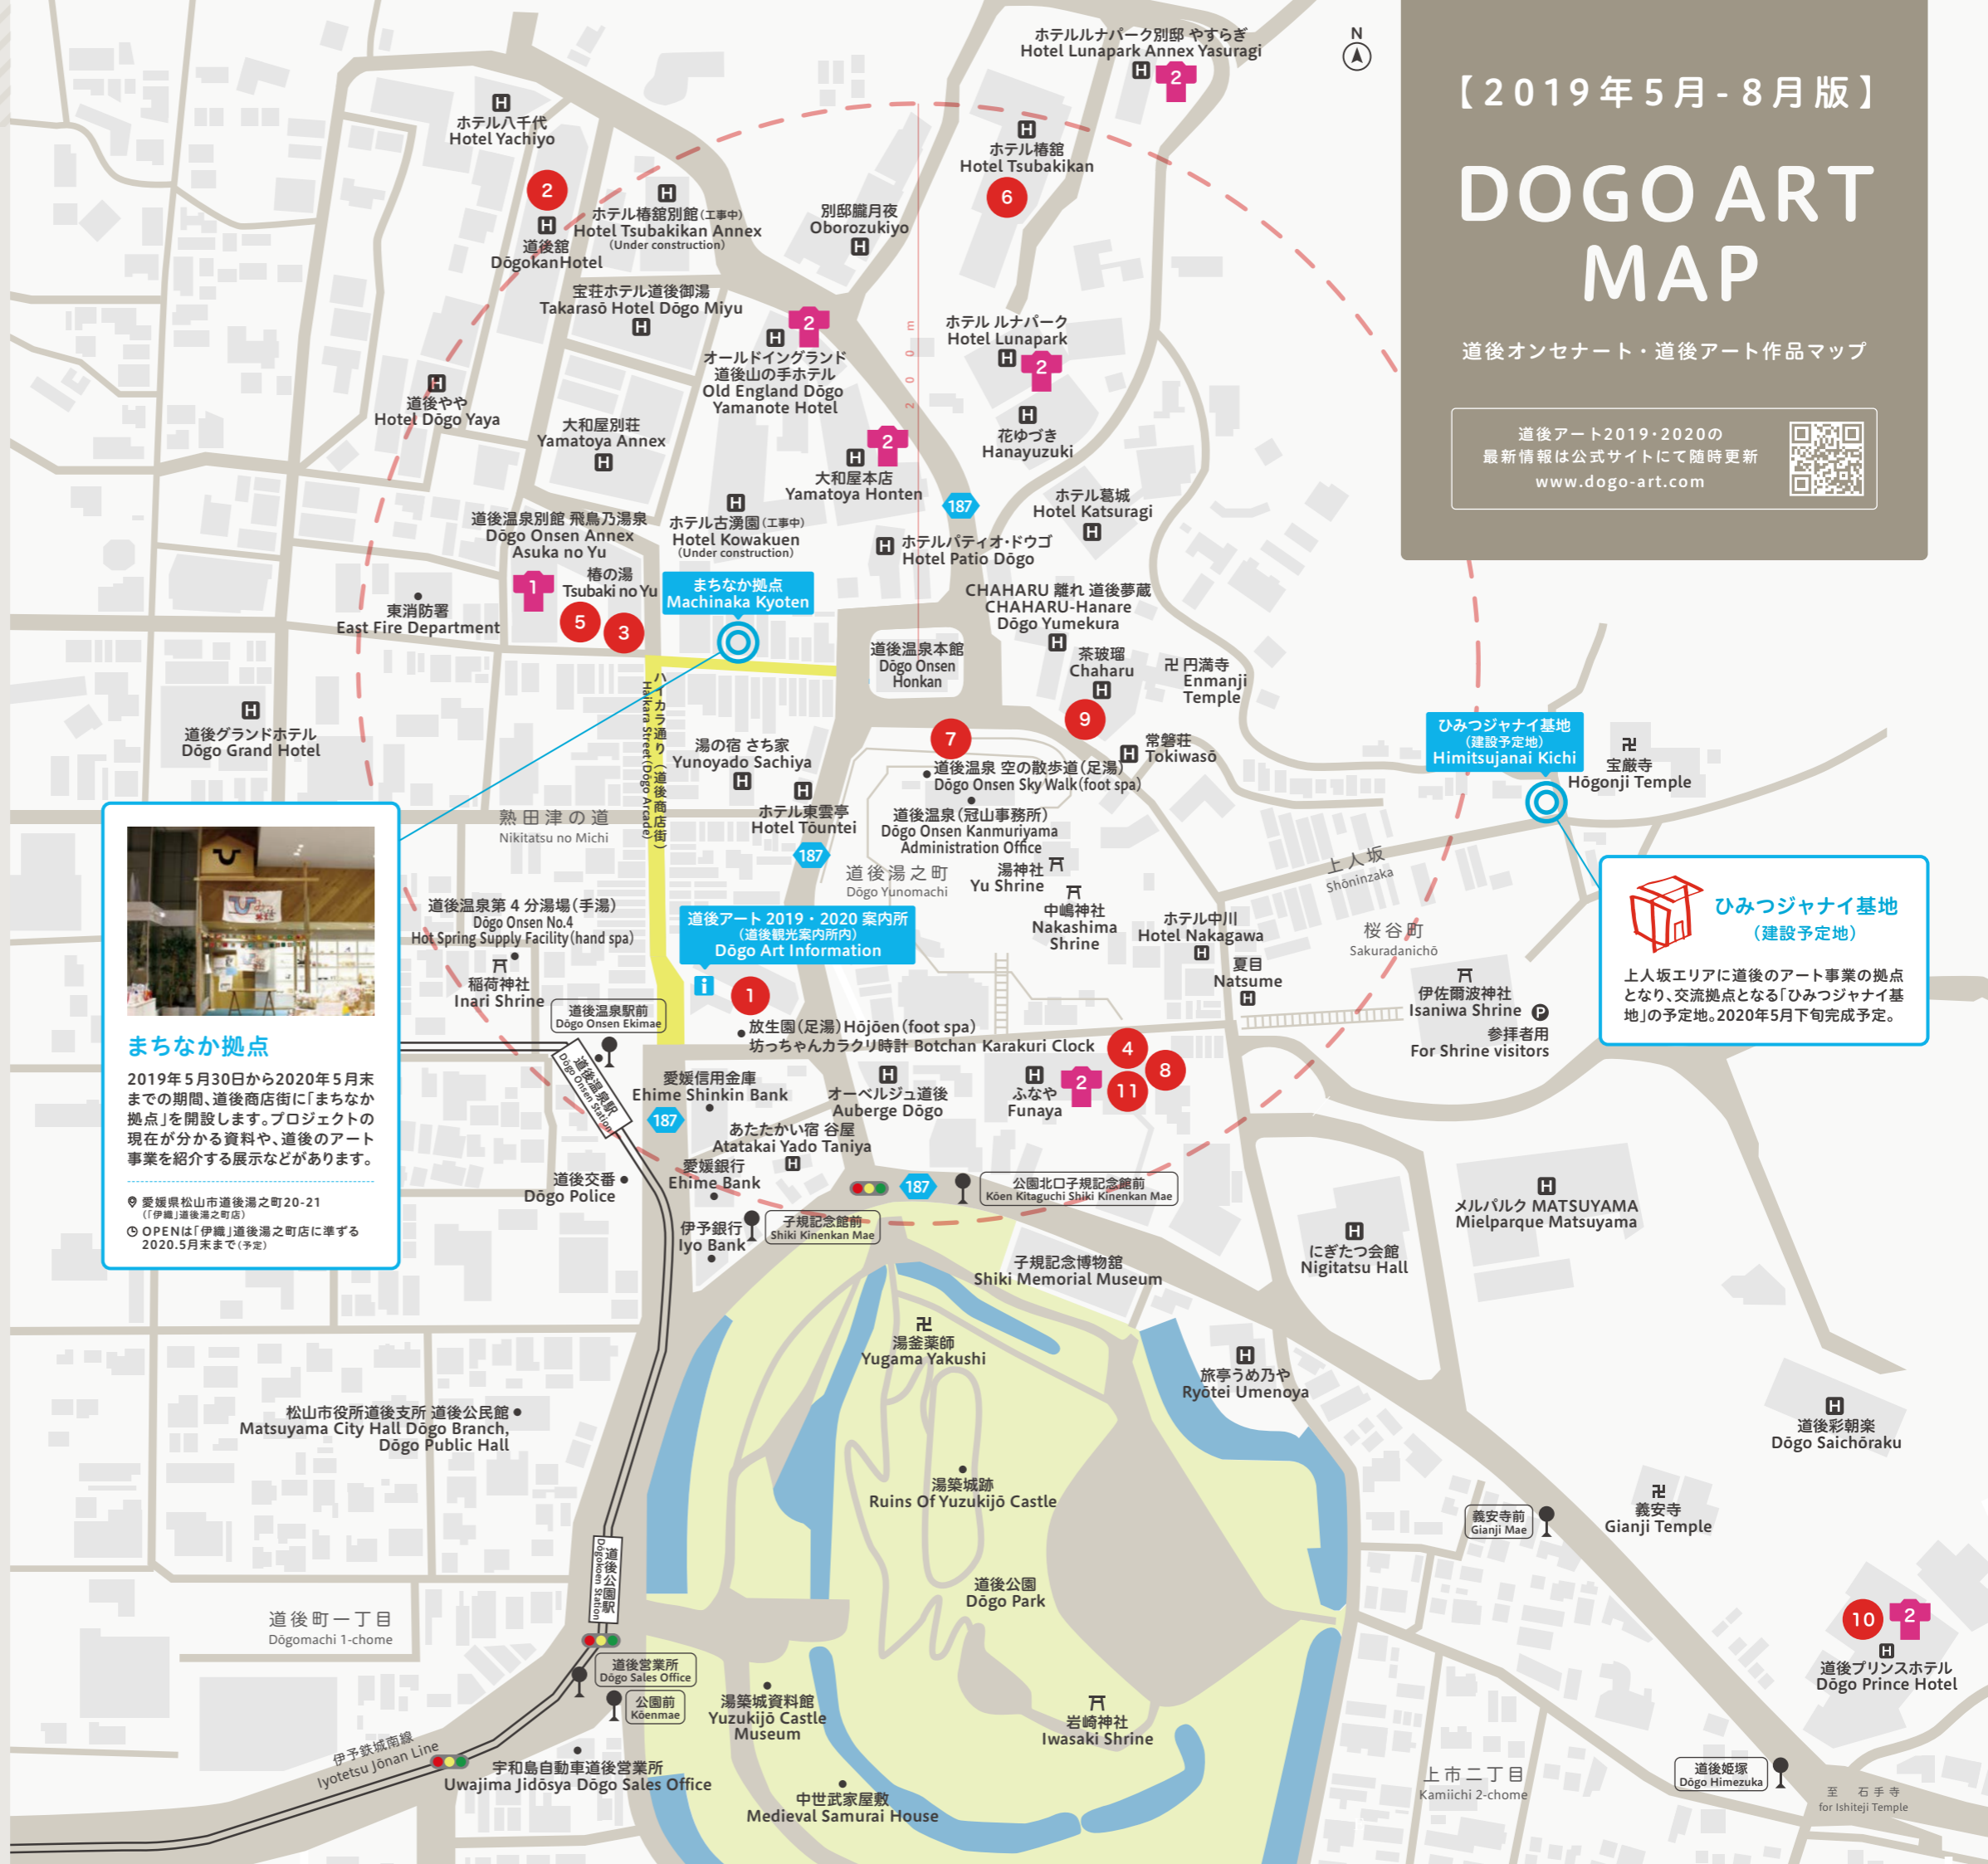 【2019年5月-8月版】
DOGO ART
MAP
道後オンセナート・道後アート作品マップ
道後アート2019・2020の
最新情報は公式サイトにて随時更新
www.dogo-art.com
N
ホテルルナパーク別邸 やすらぎ
Hotel Lunapark Annex Yasuragi
H
2
H
ホテル八千代
Hotel Yachiyo
2
H
道後舘
DōgokanHotel
H
ホテル椿舘別館(工事中)
Hotel Tsubakikan Annex
(Under construction)
別邸朧月夜
Oborozukiyo
H
H
ホテル椿舘
Hotel Tsubakikan
6
宝荘ホテル道後御湯
Takarasō Hotel Dōgo Miyu
H
H
2
オールドイングランド
道後山の手ホテル
Old England Dōgo
Yamanote Hotel
200m
ホテル ルナパーク
Hotel Lunapark
H
2
H
花ゆづき
Hanayuzuki
H
道後やや
Hotel Dōgo Yaya
大和屋別荘
Yamatoya Annex
H
2
H
大和屋本店
Yamatoya Honten
187
ホテル葛城
Hotel Katsuragi
H
道後温泉別館 飛鳥乃湯泉
Dōgo Onsen Annex
Asuka no Yu
H
ホテル古湧園(工事中)
Hotel Kowakuen
(Under construction)
H
ホテルパティオ・ドウゴ
Hotel Patio Dōgo
1
椿の湯
Tsubaki no Yu
5
3
まちなか拠点
Machinaka Kyoten
東消防署
East Fire Department
CHAHARU 離れ 道後夢蔵
CHAHARU-Hanare
Dōgo Yumekura
H
道後温泉本館
Dōgo Onsen
Honkan
茶玻瑠
Chaharu
H
9
円満寺
Enmanji
Temple
H
道後グランドホテル
Dōgo Grand Hotel
ハイカラ通り(道後商店街)
Haikara Street(Dōgo Arcade)
湯の宿 さち家
Yunoyado Sachiya
H
7
道後温泉 空の散歩道(足湯)
Dōgo Onsen Sky Walk(foot spa)
H
常磐荘
Tokiwasō
ひみつジャナイ基地
(建設予定地)
Himitsujanai Kichi
宝厳寺
Hōgonji Temple
熟田津の道
Nikitatsu no Michi
H
ホテル東雲亭
Hotel Tōuntei
187
道後温泉(冠山事務所)
Dōgo Onsen Kanmuriyama
Administration Office
道後湯之町
Dōgo Yunomachi
湯神社
Yu Shrine
中嶋神社
Nakashima
Shrine
上人坂
Shōninzaka
桜谷町
Sakuradanichō
道後温泉第4分湯場(手湯)
Dōgo Onsen No.4
Hot Spring Supply Facility(hand spa)
稲荷神社
Inari Shrine
道後アート 2019・2020 案内所
(道後観光案内所内)
Dōgo Art Information
i
1
ホテル中川
Hotel Nakagawa
H
夏目
Natsume
H
伊佐爾波神社
Isaniwa Shrine
P
参拝者用
For Shrine visitors
ひみつジャナイ基地
(建設予定地)
上人坂エリアに道後のアート事業の拠点
となり、交流拠点となる「ひみつジャナイ基
地」の予定地。2020年5月下旬完成予定。
まちなか拠点
2019年5月30日から2020年5月末
までの期間、道後商店街に「まちなか
拠点」を開設します。プロジェクトの
現在が分かる資料や、道後のアート
事業を紹介する展示などがあります。
愛媛県松山市道後湯之町20-21
(「伊織」道後湯之町店)
OPENは「伊織」道後湯之町店に準ずる
2020.5月末まで(予定)
道後温泉駅前
Dōgo Onsen Ekimae
道後温泉駅
Dōgo Onsen Station
放生園(足湯)Hōjōen(foot spa)
坊っちゃんカラクリ時計 Botchan Karakuri Clock
4
8
11
愛媛信用金庫
Ehime Shinkin Bank
187
H
オーベルジュ道後
Auberge Dōgo
H
ふなや
Funaya
2
あたたかい宿 谷屋
Atatakai Yado Taniya
H
道後交番
Dōgo Police
愛媛銀行
Ehime Bank
187
公園北口子規記念館前
Kōen Kitaguchi Shiki Kinenkan Mae
伊予銀行
Iyo Bank
子規記念館前
Shiki Kinenkan Mae
子規記念博物館
Shiki Memorial Museum
H
にぎたつ会館
Nigitatsu Hall
H
メルパルク MATSUYAMA
Mielparque Matsuyama
湯釜薬師
Yugama Yakushi
H
旅亭うめ乃や
Ryōtei Umenoya
松山市役所道後支所 道後公民館
Matsuyama City Hall Dōgo Branch,
Dōgo Public Hall
H
道後彩朝楽
Dōgo Saichōraku
湯築城跡
Ruins Of Yuzukijō Castle
義安寺前
Gianji Mae
義安寺
Gianji Temple
道後公園駅
Dōgokoen Station
道後公園
Dōgo Park
道後町一丁目
Dōgomachi 1-chome
10
2
H
道後プリンスホテル
Dōgo Prince Hotel
道後営業所
Dōgo Sales Office
公園前
Kōenmae
湯築城資料館
Yuzukijō Castle
Museum
岩崎神社
Iwasaki Shrine
伊予鉄城南線
Iyotetsu Jōnan Line
宇和島自動車道後営業所
Uwajima Jidōsya Dōgo Sales Office
中世武家屋敷
Medieval Samurai House
上市二丁目
Kamiichi 2-chome
道後姫塚
Dōgo Himezuka
至 石手寺
for Ishiteji Temple